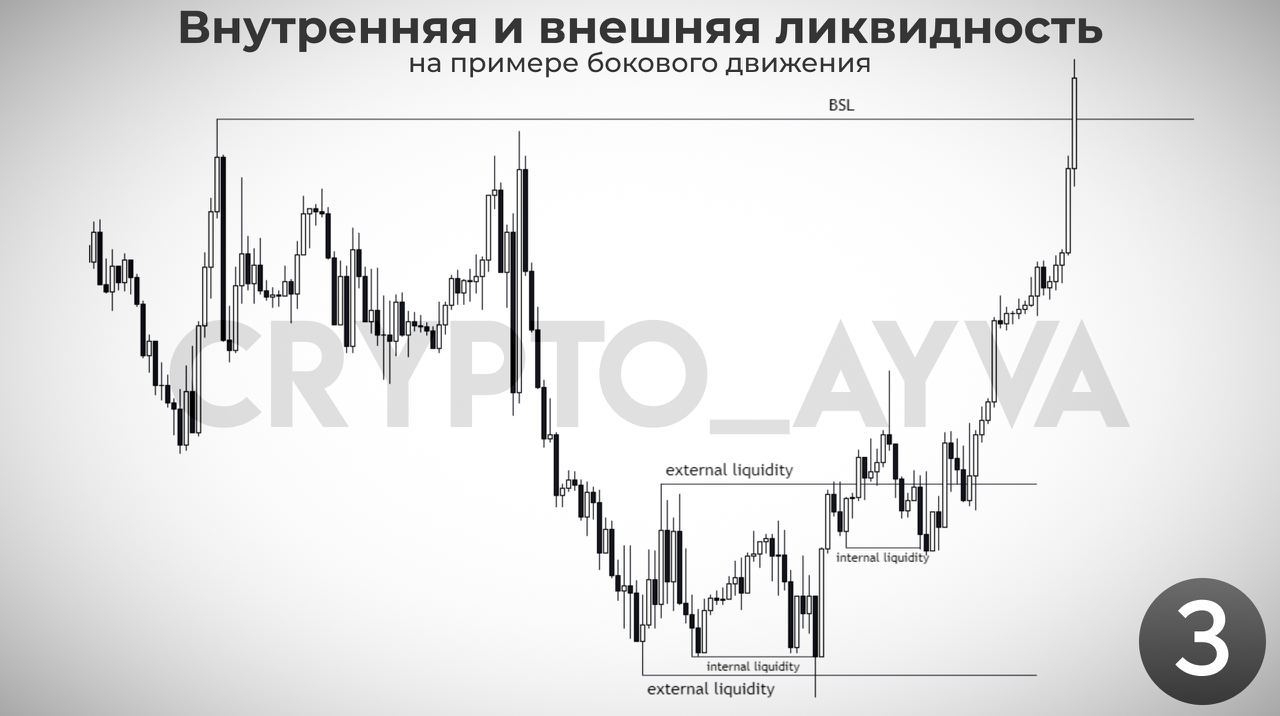 Внутренняя и внешняя ликвидность
на примере бокового движения
BSL
CRYPTO_AYVA
external liquidity
internal liquidity
internal liquidity
external liquidity
3